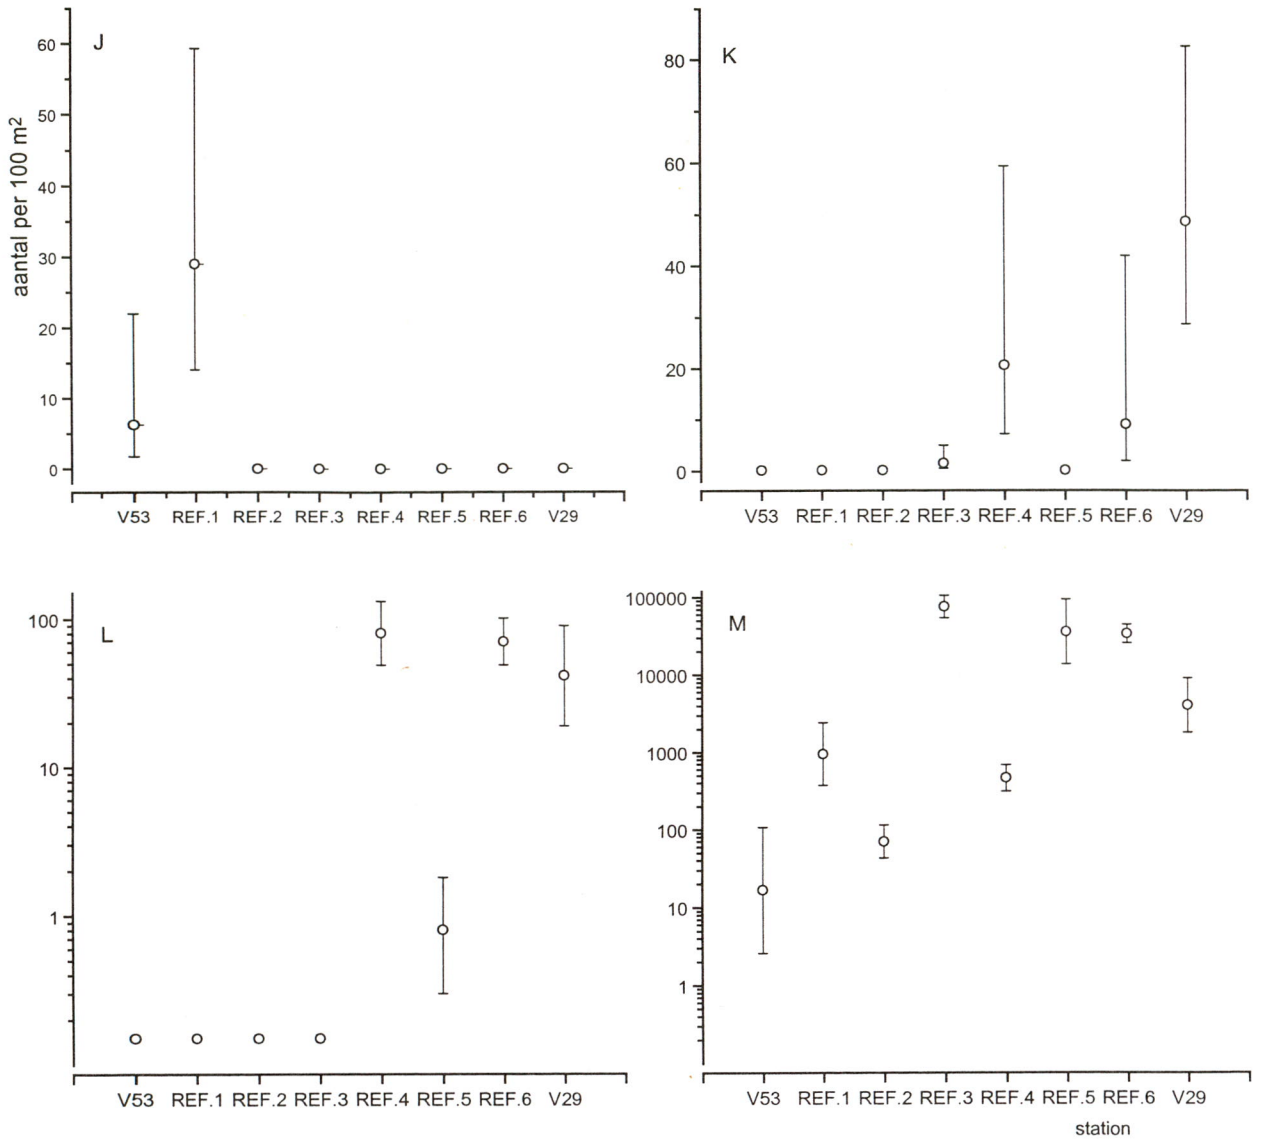 J
60
50
40
30
20
10
0
aantal per 100 m2
V53 REF.1 REF.2 REF.3 REF.4 REF.5 REF.6 V29
K
80
60
40
20
0
V53 REF.1 REF.2 REF.3 REF.4 REF.5 REF.6 V29
L
100
10
1
V53 REF.1 REF.2 REF.3 REF.4 REF.5 REF.6 V29
M
100000
10000
1000
100
10
1
V53 REF.1 REF.2 REF.3 REF.4 REF.5 REF.6 V29
station